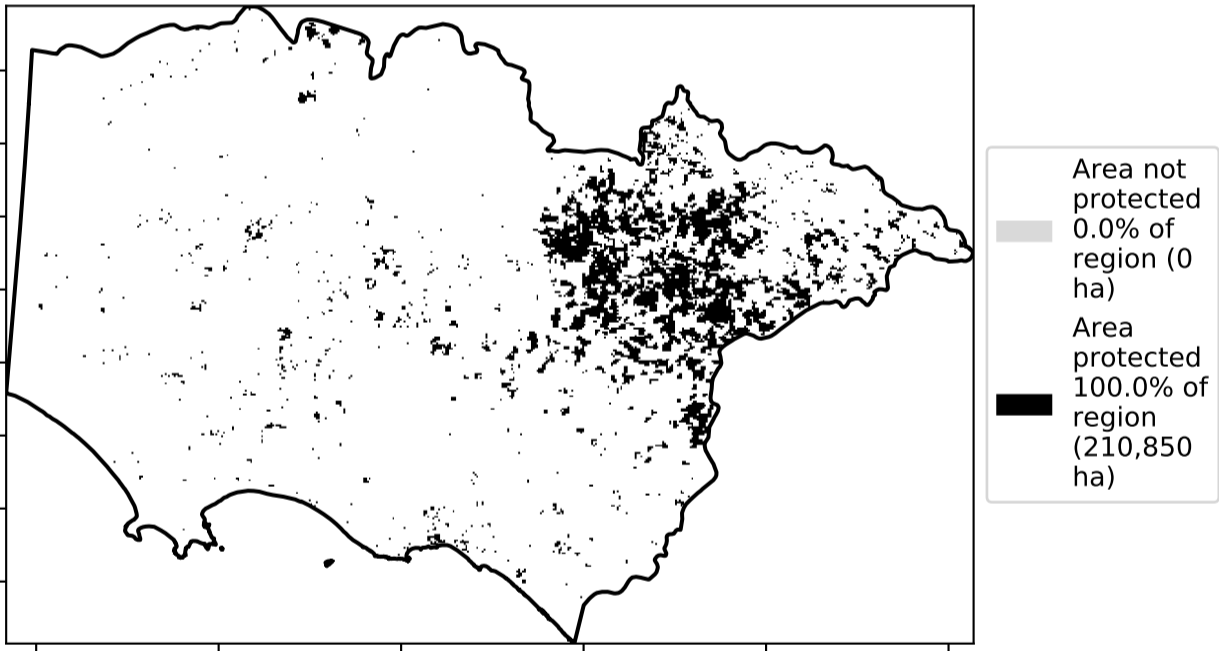 Area not
protected
0.0% of
region (0
ha)
Area
protected
100.0% of
region
(210,850
ha)